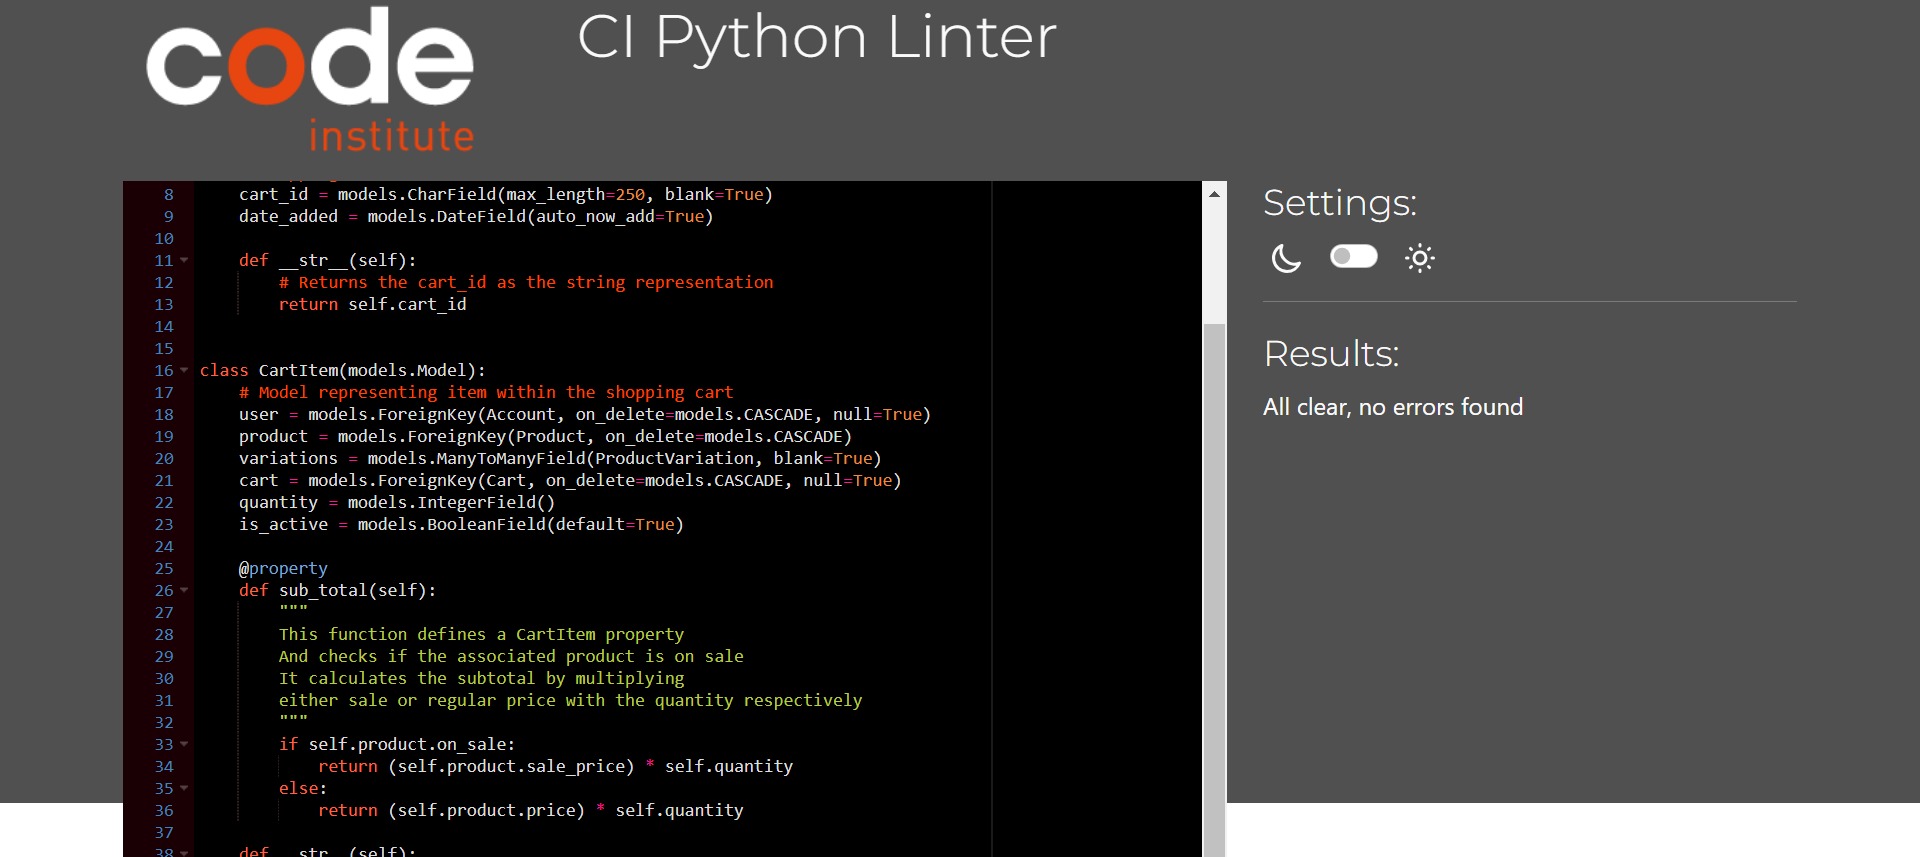 code
institute
CI Python Linter
8 cart_id = models.CharField(max_length=250, blank=True)
9 date_added = models.DateField(auto_now_add=True)
10
11 def __str__(self):
12 # Returns the cart_id as the string representation
13 return self.cart_id
14
15
16 class CartItem(models.Model):
17 # Model representing item within the shopping cart
18 user = models.ForeignKey(Account, on_delete=models.CASCADE, null=True)
19 product = models.ForeignKey(Product, on_delete=models.CASCADE)
20 variations = models.ManyToManyField(ProductVariation, blank=True)
21 cart = models.ForeignKey(Cart, on_delete=models.CASCADE, null=True)
22 quantity = models.IntegerField()
23 is_active = models.BooleanField(default=True)
24
25 @property
26 def sub_total(self):
27 """
28 This function defines a CartItem property
29 And checks if the associated product is on sale
30 It calculates the subtotal by multiplying
31 either sale or regular price with the quantity respectively
32 """
33 if self.product.on_sale:
34 return (self.product.sale_price) * self.quantity
35 else:
36 return (self.product.price) * self.quantity
37
38 def __str__(self):
Settings:
Results:
All clear, no errors found